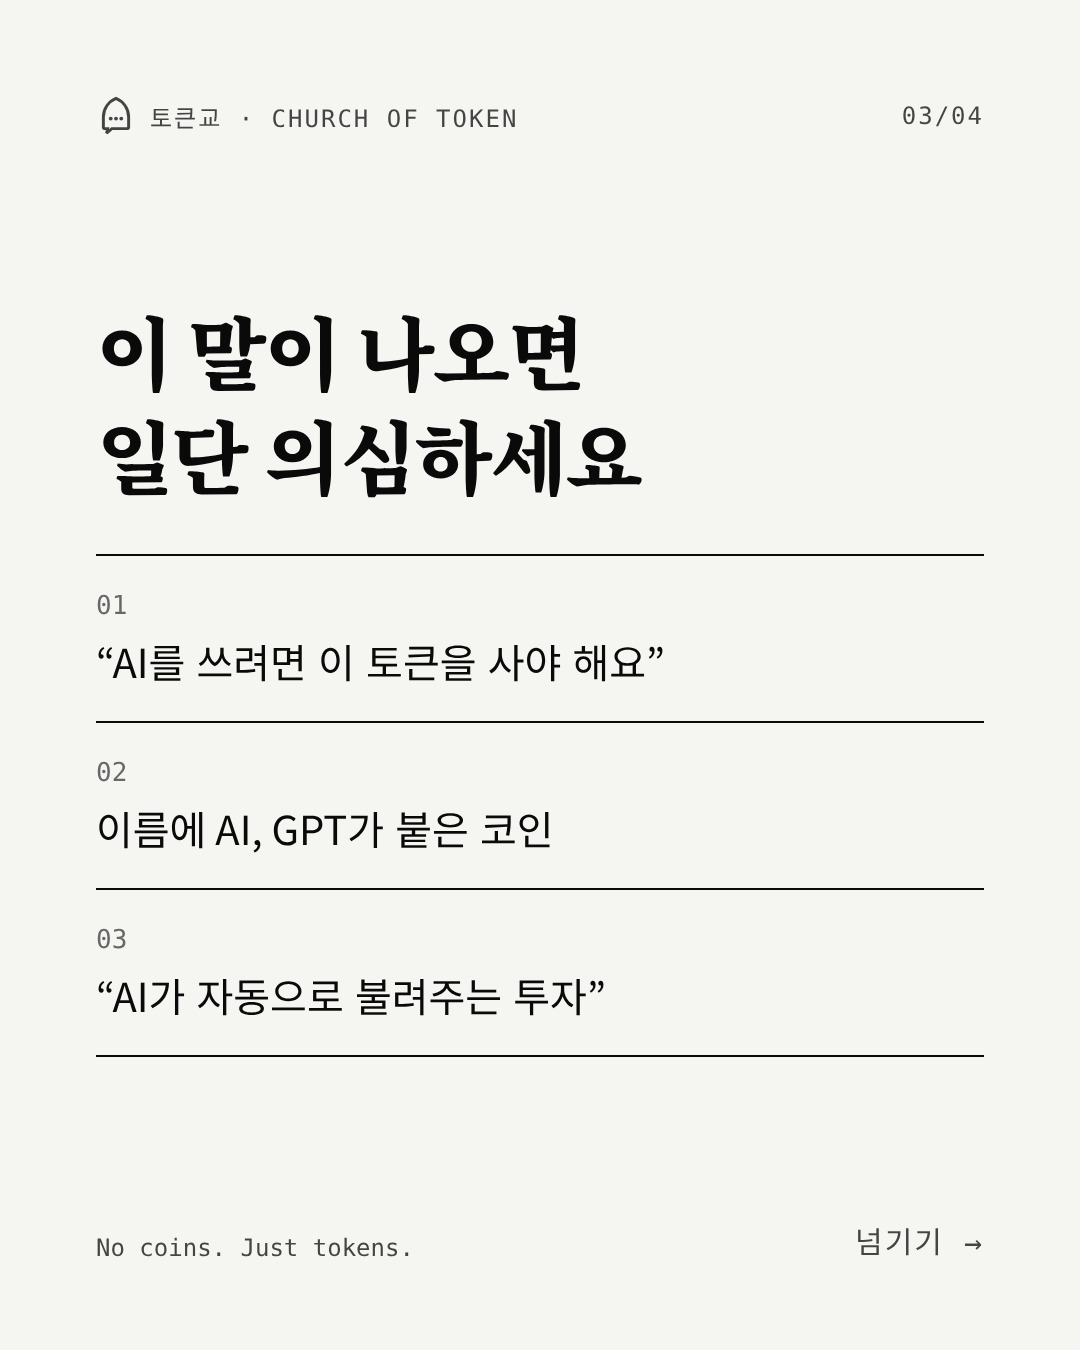 토큰교 · CHURCH OF TOKEN
03/04
이 말이 나오면
일단 의심하세요
01
“AI를 쓰려면 이 토큰을 사야 해요”
02
이름에 AI, GPT가 붙은 코인
03
“AI가 자동으로 불려주는 투자”
No coins. Just tokens.
넘기기 →